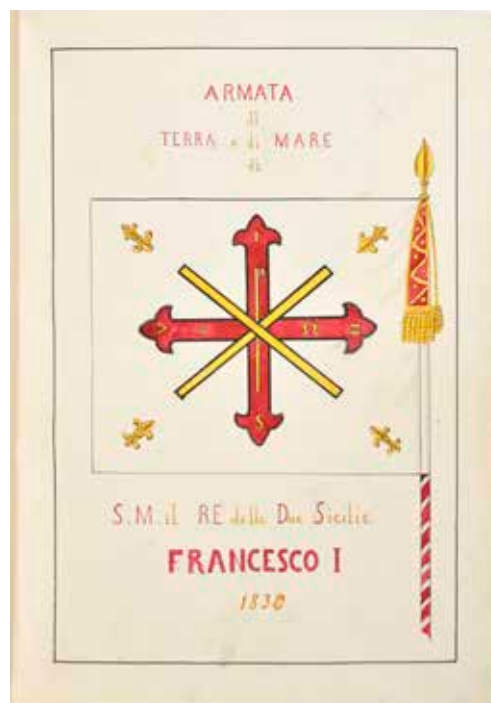 ARMATA
di
TERRA e di MARE
di
I
Ω
S
S.M. il RE delle Due Sicilie
FRANCESCO I
1830